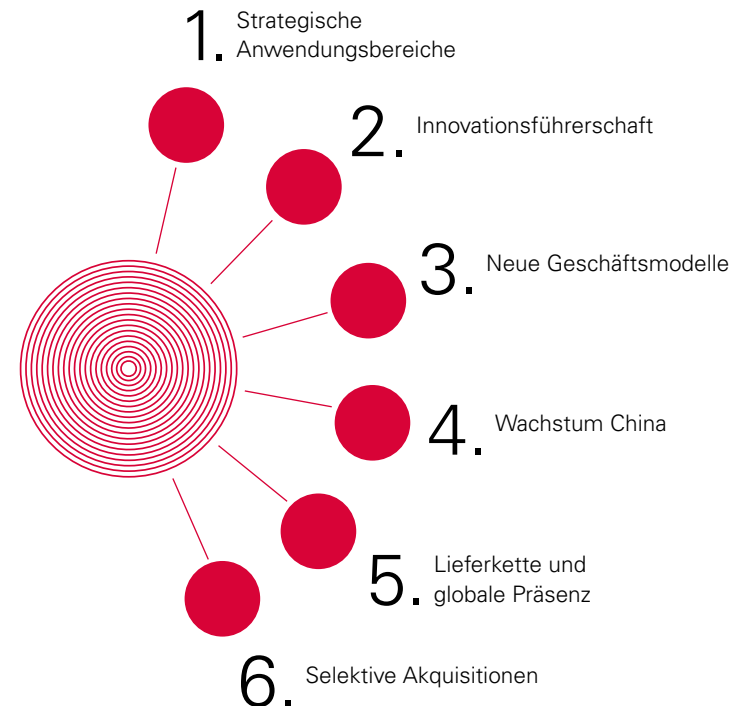 1. Strategische
Anwendungsbereiche
2. Innovationsführerschaft
3. Neue Geschäftsmodelle
4. Wachstum China
5. Lieferkette und
globale Präsenz
6. Selektive Akquisitionen